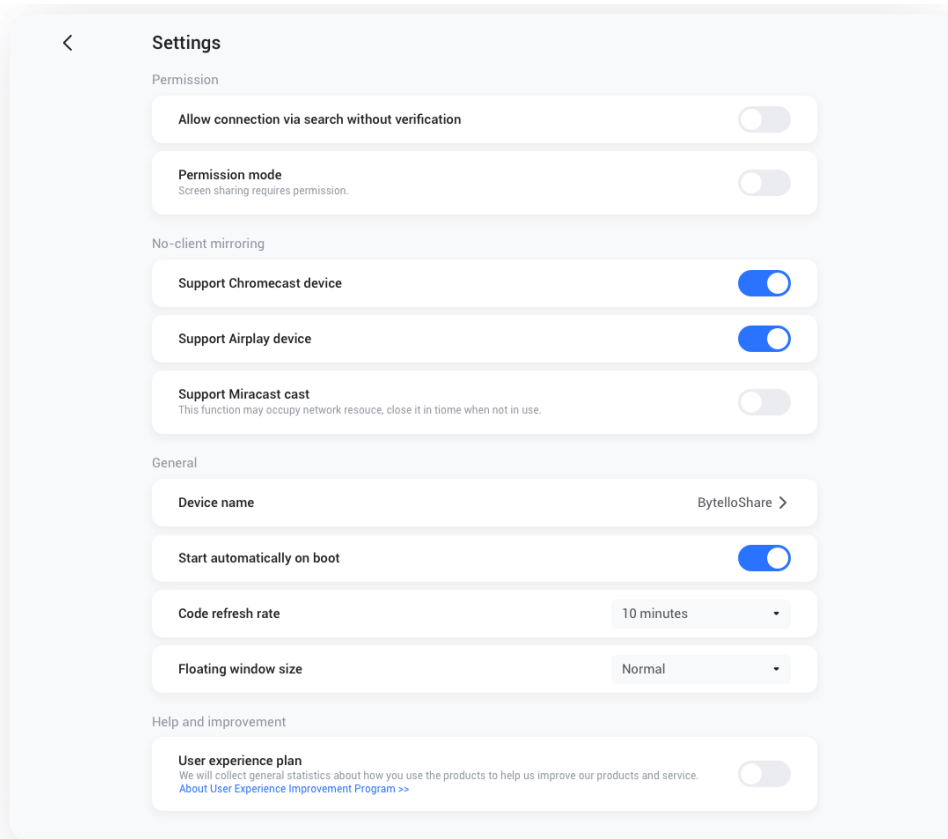 Settings
Permission
Allow connection via search without verification
Permission mode
Screen sharing requires permission.
No-client mirroring
Support Chromecast device
Support Airplay device
Support Miracast cast
This function may occupy network resouce, close it in tiome when not in use.
General
Device name BytelloShare
Start automatically on boot
Code refresh rate 10 minutes
Floating window size Normal
Help and improvement
User experience plan
We will collect general statistics about how you use the products to help us improve our products and service.
About User Experience Improvement Program >>